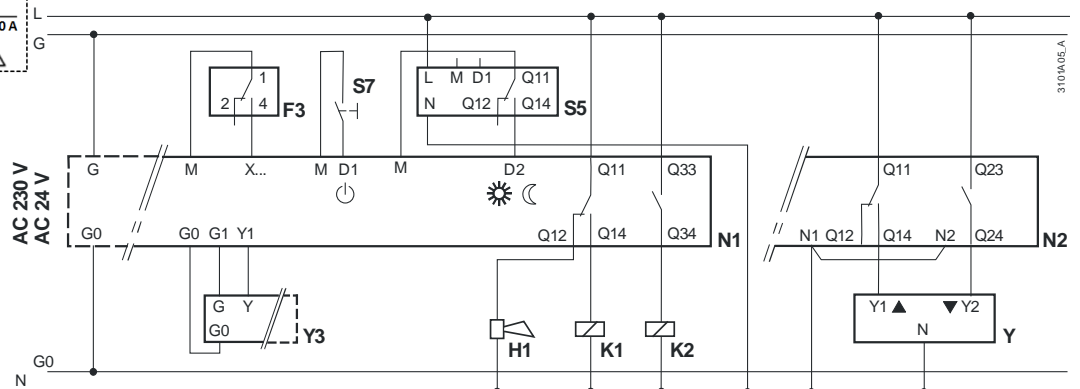 0 A
L
G
1
2 4
F3
S7
L M D1 Q11
N Q12 Q14
S5
3101A05_A
AC 230 V
AC 24 V
G M X... M D1 M D2 Q11 Q33
G0 G0 G1 Y1 Q12 Q14 Q34
N1
Q11 Q23
N1 Q12 Q14 N2 Q24
N2
G Y
G0
Y3
H1
K1
K2
Y1 ▲ ▼ Y2
N
Y
G0
N